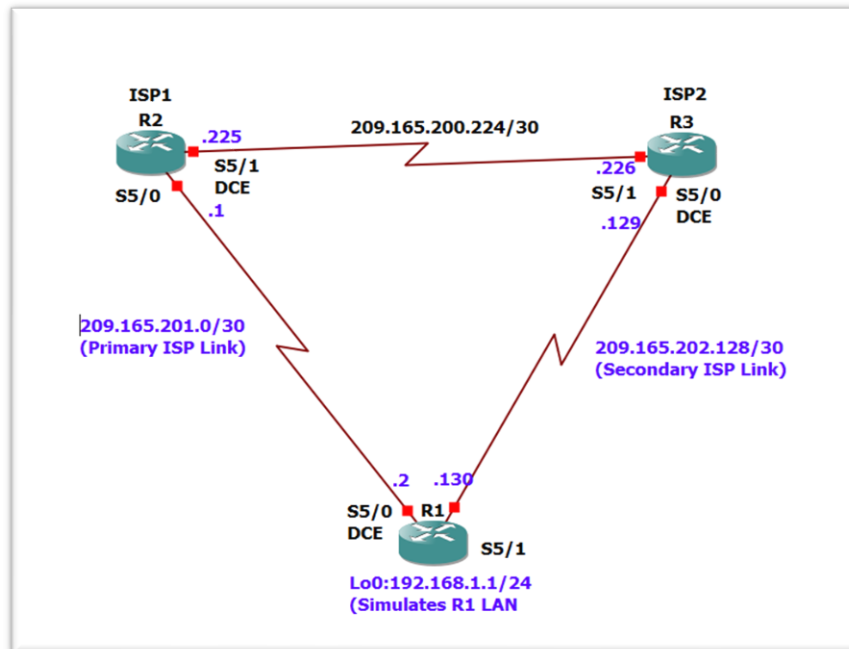 ISP1
R2
ISP2
R3
.225
209.165.200.224/30
.226
S5/1
DCE
S5/0
.1
S5/1
S5/0
DCE
.129
209.165.201.0/30
(Primary ISP Link)
209.165.202.128/30
(Secondary ISP Link)
.2
.130
S5/0
DCE
R1
S5/1
Lo0:192.168.1.1/24
(Simulates R1 LAN